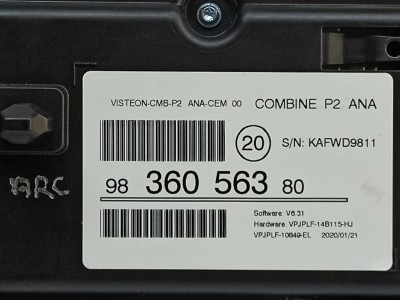 VISTEON-CMB-P2 ANA-CEM 00 COMBINE P2 ANA
20 S/N: KAFWD9811
98 360 563 80
ARC
Software: V6.31
Hardware: VPJPLF-14B115-HJ
VPJPLF-10849-EL 2020/01/21